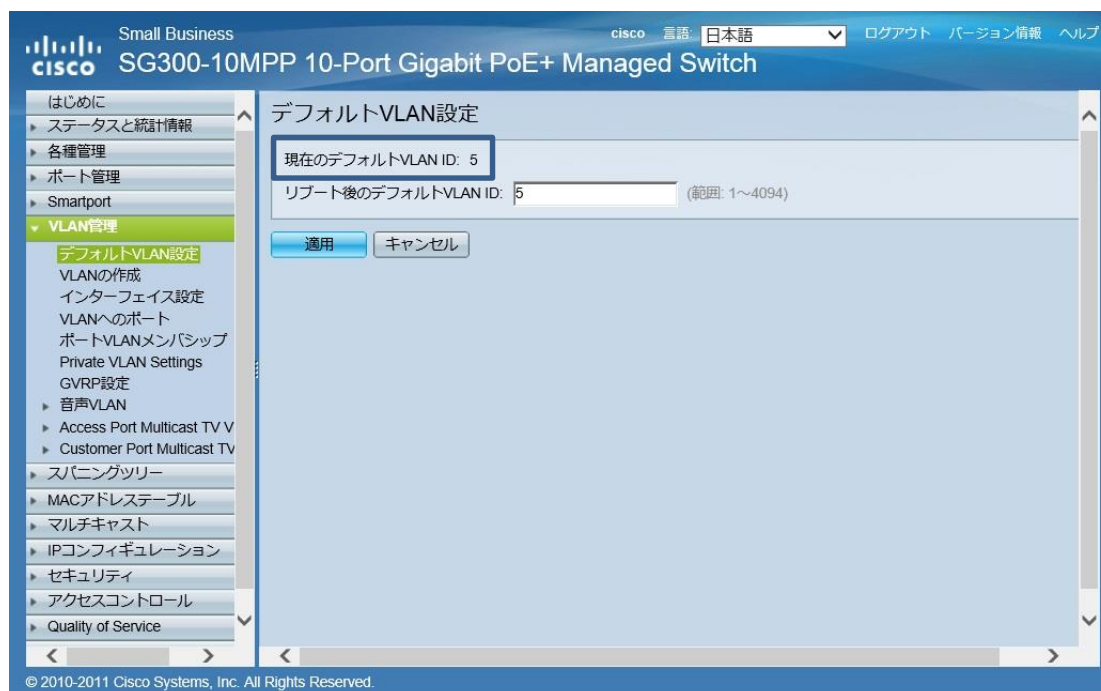 Small Business
cisco 言語: 日本語 ログアウト バージョン情報 ヘルプ
CISCO SG300-10MPP 10-Port Gigabit PoE+ Managed Switch
はじめに
ステータスと統計情報
各種管理
ポート管理
Smartport
VLAN管理
デフォルトVLAN設定
VLANの作成
インターフェイス設定
VLANへのポート
ポートVLANメンバシップ
Private VLAN Settings
GVRP設定
音声VLAN
Access Port Multicast TV V
Customer Port Multicast TV
スパニングツリー
MACアドレステーブル
マルチキャスト
IPコンフィギュレーション
セキュリティ
アクセスコントロール
Quality of Service
デフォルトVLAN設定
現在のデフォルトVLAN ID: 5
リブート後のデフォルトVLAN ID: 5 (範囲: 1~4094)
適用 キャンセル
© 2010-2011 Cisco Systems, Inc. All Rights Reserved.